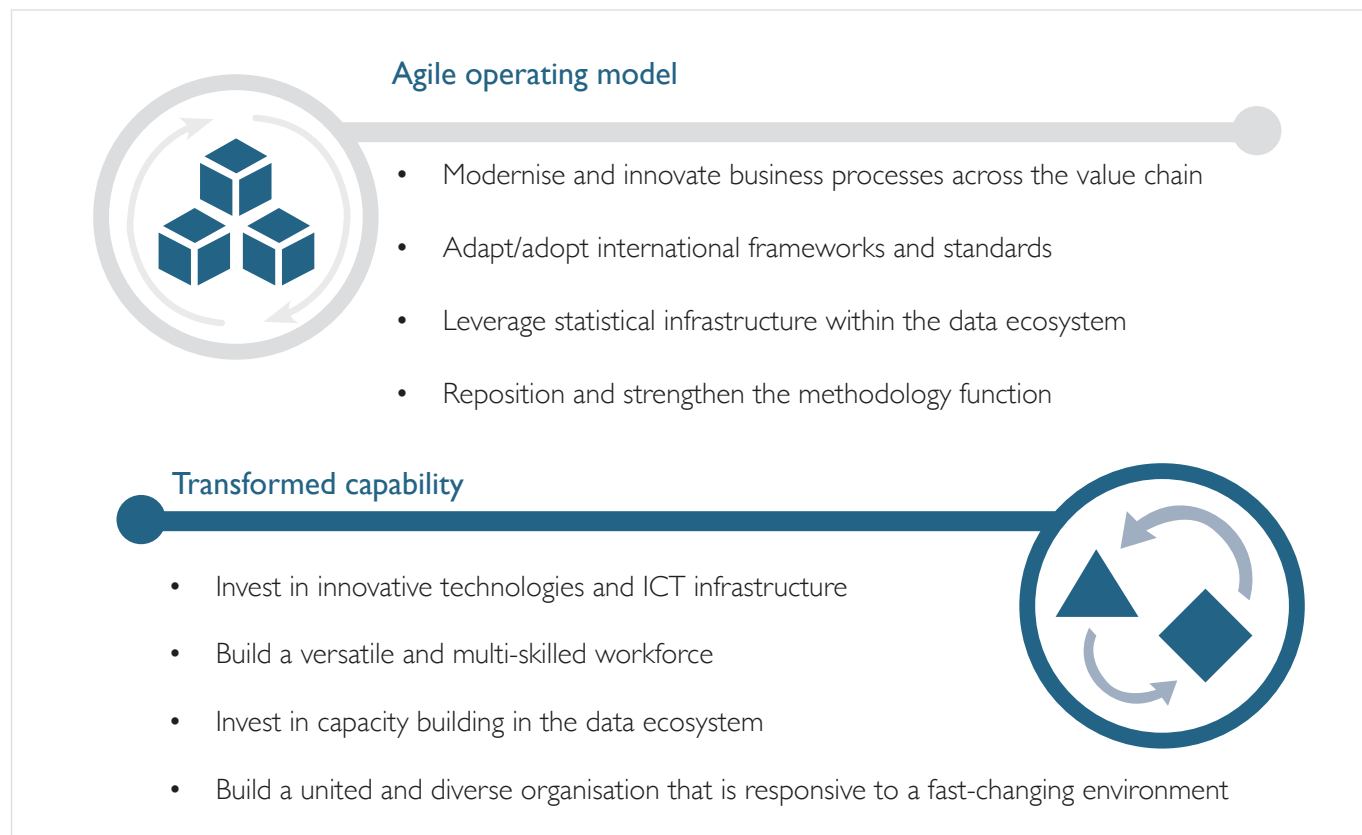 Agile operating model
• Modernise and innovate business processes across the value chain
• Adapt/adopt international frameworks and standards
• Leverage statistical infrastructure within the data ecosystem
• Reposition and strengthen the methodology function
Transformed capability
• Invest in innovative technologies and ICT infrastructure
• Build a versatile and multi-skilled workforce
• Invest in capacity building in the data ecosystem
• Build a united and diverse organisation that is responsive to a fast-changing environment